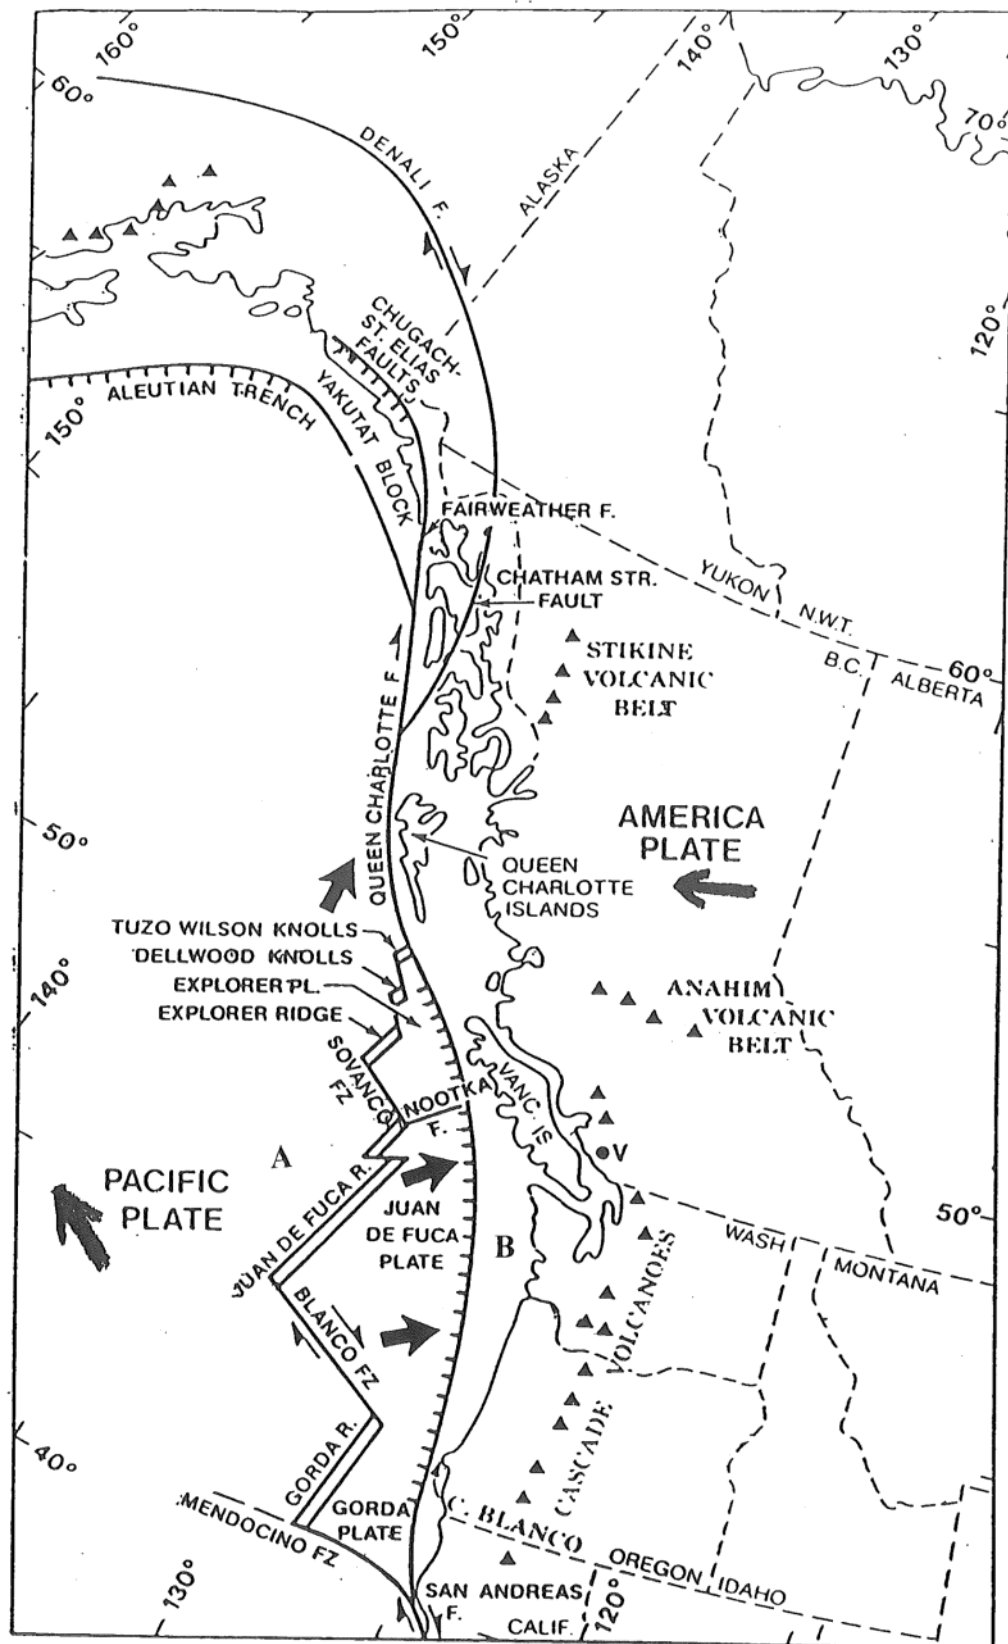 160°
150°
140°
130°
60°
70°
DENALI F.
ALASKA
120°
CHUGACH-
ST. ELIAS
FAULTS
YAKUTAT BLOCK
ALEUTIAN TRENCH
150°
FAIRWEATHER F.
CHATHAM STR.
FAULT
YUKON
N.W.T.
B.C.
ALBERTA
60°
STIKINE
VOLCANIC
BELT
QUEEN CHARLOTTE F.
50°
AMERICA
PLATE
QUEEN
CHARLOTTE
ISLANDS
TUZO WILSON KNOLLS
DELLWOOD KNOLLS
EXPLORER PL.
EXPLORER RIDGE
140°
ANAHIM
VOLCANIC
BELT
SOVANCO
FZ
NOOTKA
F.
VANC. IS
V
A
PACIFIC
PLATE
JUAN DE FUCA R.
JUAN
DE FUCA
PLATE
B
50°
WASH
MONTANA
BLANCO FZ
CASCADE VOLCANOES
40°
GORDA R.
GORDA
PLATE
MENDOCINO FZ
C. BLANCO
OREGON
IDAHO
SAN ANDREAS
F.
CALIF.
130°
120°